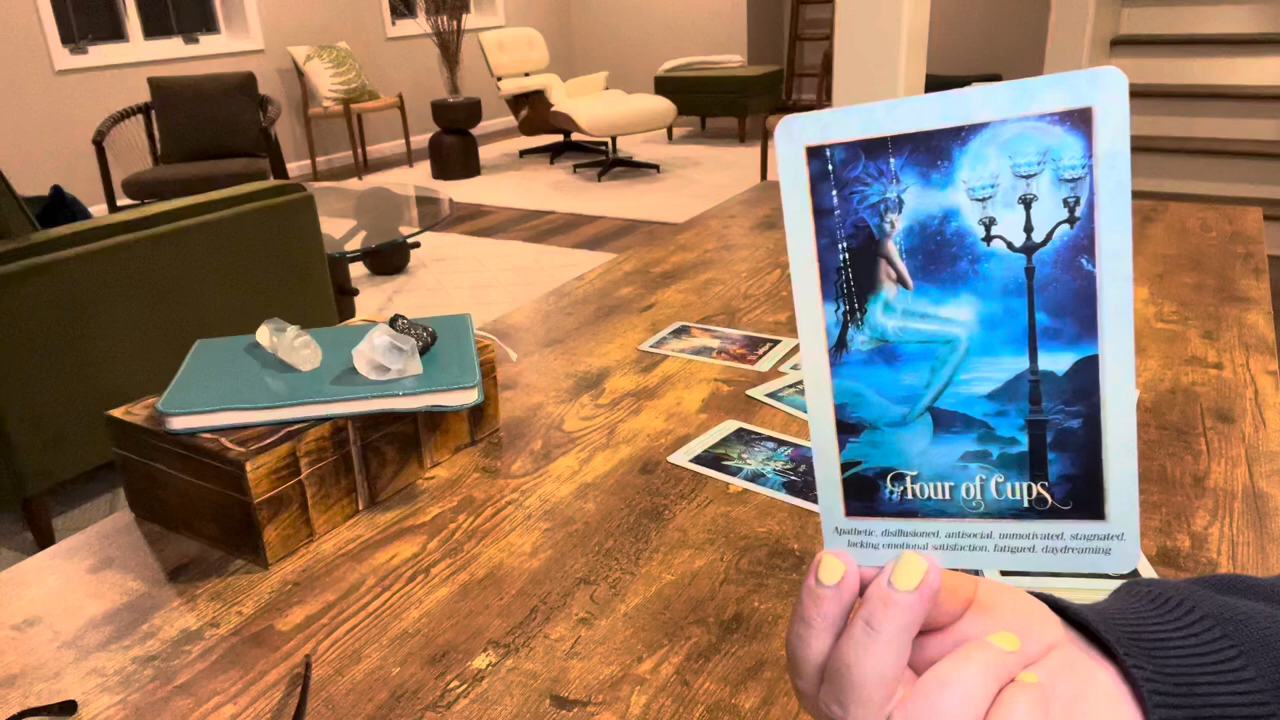 Four of Cups
Apathetic, disillusioned, antisocial, unmotivated, stagnated,
lacking emotional satisfaction, fatigued, daydreaming